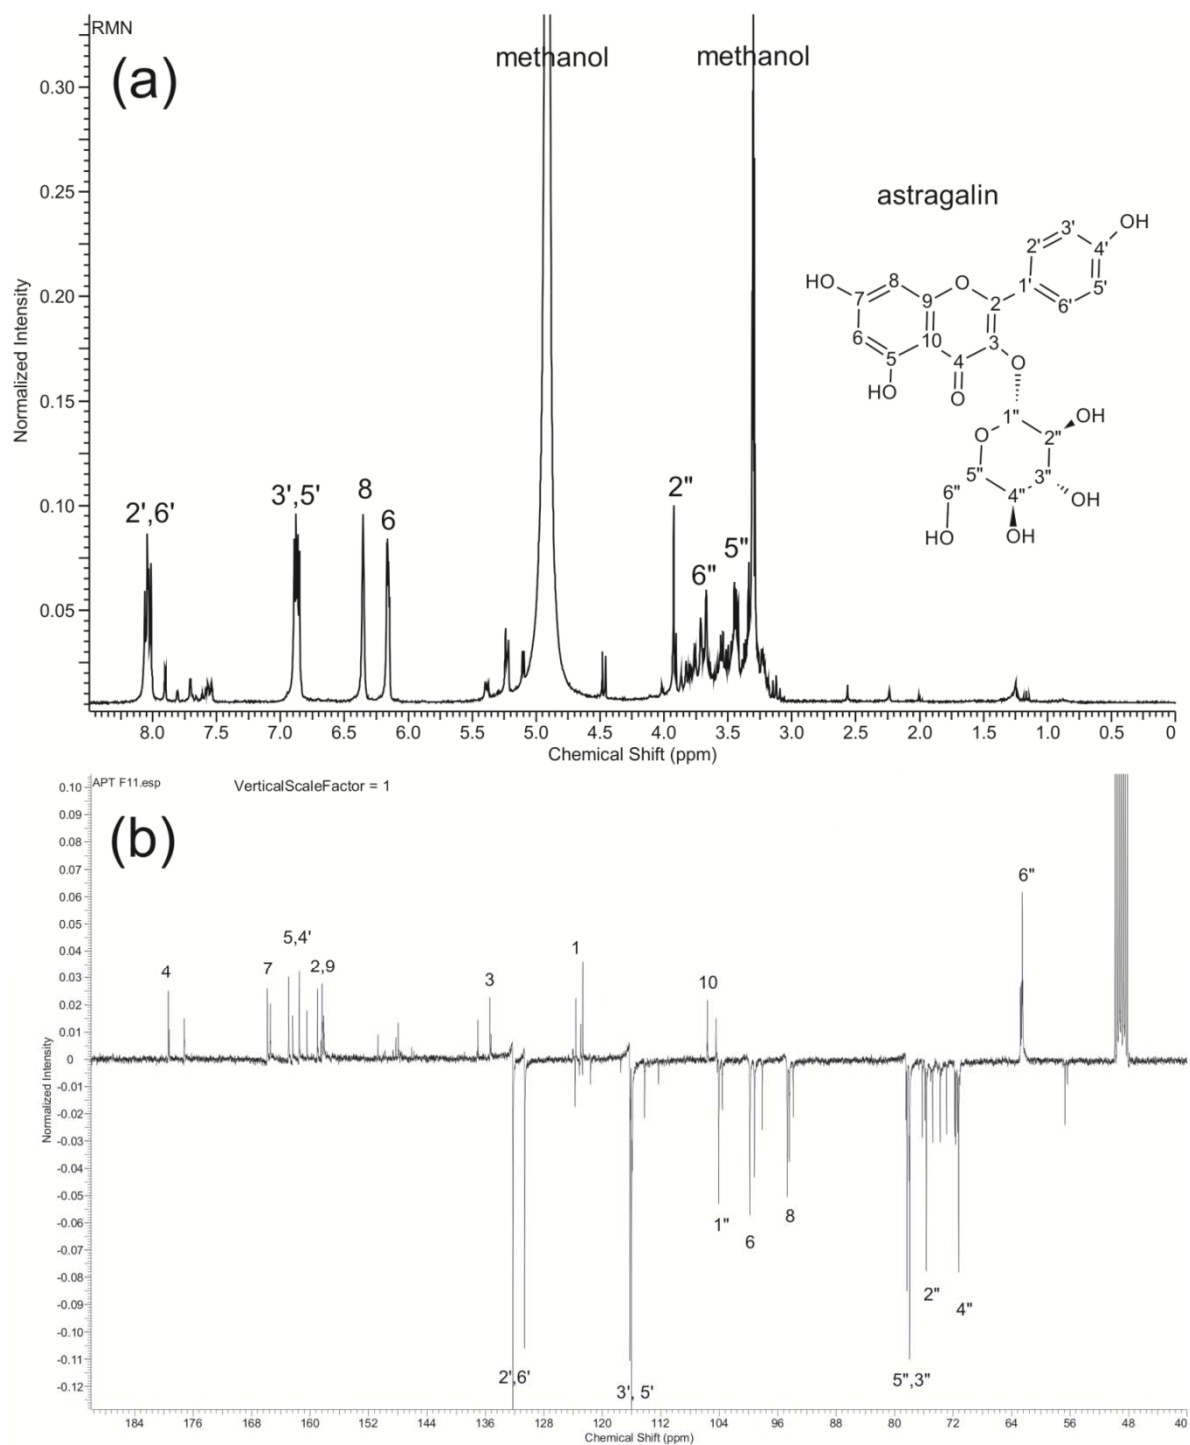 RMN
(a)
methanol
methanol
0.30
0.25
0.20
0.15
0.10
0.05
Normalized Intensity
2',6'
3',5'
8
6
2"
6"
5"
astragalin
OH
3'
2'
4'
1'
5'
6'
HO
8
O
7
9
2
6
10
3
5
4
O
HO
O
1"
OH
O
2"
5"
3"
6"
4"
OH
HO
OH
8.0 7.5 7.0 6.5 6.0 5.5 5.0 4.5 4.0 3.5 3.0 2.5 2.0 1.5 1.0 0.5 0
Chemical Shift (ppm)
APT F11.esp
VerticalScaleFactor = 1
(b)
0.10
0.09
0.08
0.07
0.06
0.05
0.04
0.03
0.02
0.01
0
-0.01
-0.02
-0.03
-0.04
-0.05
-0.06
-0.07
-0.08
-0.09
-0.10
-0.11
-0.12
Normalized Intensity
4
7
5,4'
2,9
3
1
10
6"
2',6'
3', 5'
1"
6
8
5",3"
2"
4"
184 176 168 160 152 144 136 128 120 112 104 96 88 80 72 64 56 48 40
Chemical Shift (ppm)